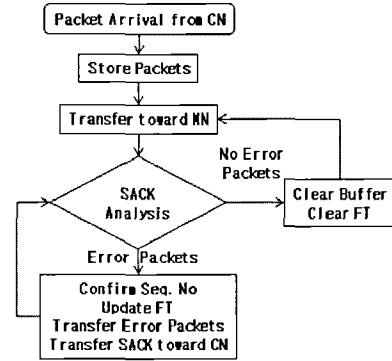 Packet Arrival from CN
Store Packets
Transfer toward MN
No Error
Packets
SACK
Analysis
Clear Buffer
Clear FT
Error Packets
Confirm Seq. No
Update FT
Transfer Error Packets
Transfer SACK toward CN